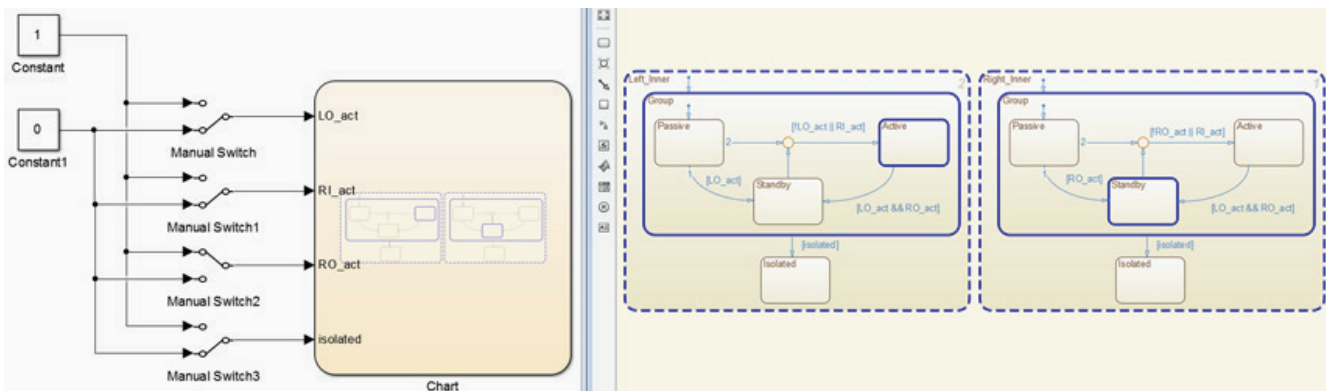 1
Constant
0
Constant1
Manual Switch
Manual Switch1
Manual Switch2
Manual Switch3
LO_act
RI_act
RO_act
isolated
Chart
Left_Inner
2
Group
Passive
[!LO_act || RI_act]
Active
2
[LO_act]
Standby
[LO_act && RO_act]
[isolated]
Isolated
Right_Inner
1
Group
Passive
[!RO_act || RI_act]
Active
2
[RO_act]
Standby
[LO_act && RO_act]
[isolated]
Isolated